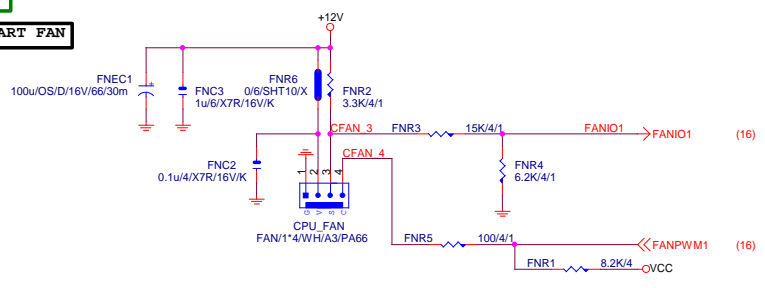 ART FAN
+12V
FNEC1
100u/OS/D/16V/66/30m
FNC3
1u/6/X7R/16V/K
FNR6
0/6/SHT10/X
FNR2
3.3K/4/1
CFAN_3
FNR3
15K/4/1
FANIO1
FANIO1
(16)
CFAN_4
FNR4
6.2K/4/1
FNC2
0.1u/4/X7R/16V/K
1
2
3
4
G
V
S
C
CPU_FAN
FAN/1*4/WH/A3/PA66
FNR5
100/4/1
FANPWM1
(16)
FNR1
8.2K/4
VCC